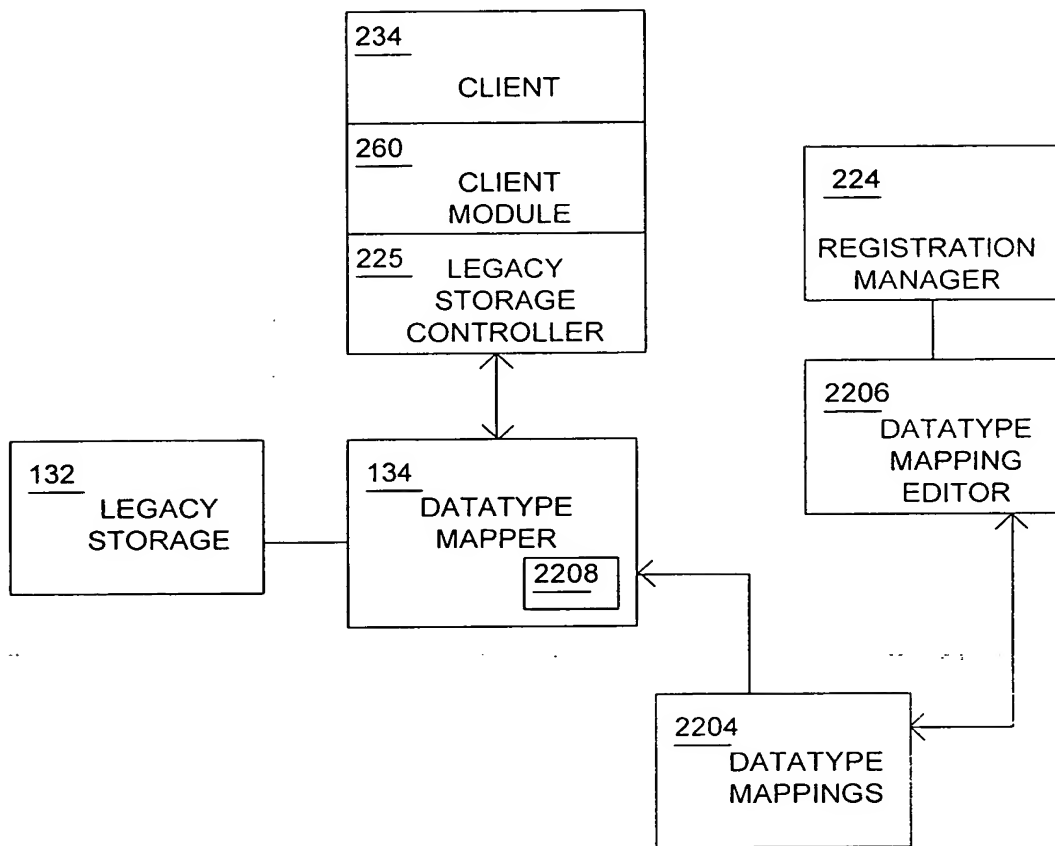 234
CLIENT
260
CLIENT
MODULE
225
LEGACY
STORAGE
CONTROLLER
224
REGISTRATION
MANAGER
2206
DATATYPE
MAPPING
EDITOR
132
LEGACY
STORAGE
134
DATATYPE
MAPPER
2208
2204
DATATYPE
MAPPINGS